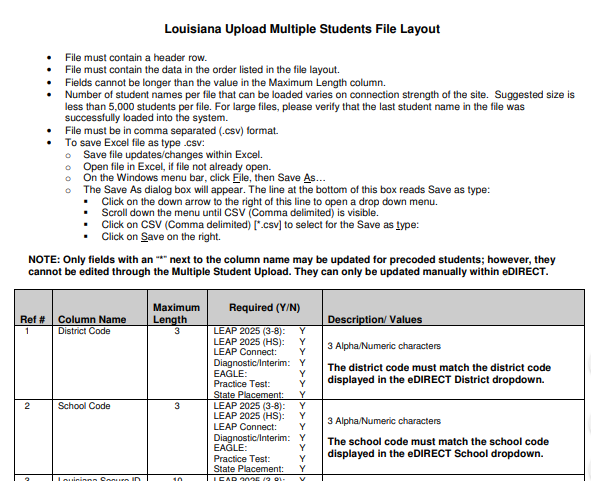 Louisiana Upload Multiple Students File Layout
• File must contain a header row.
• File must contain the data in the order listed in the file layout.
• Fields cannot be longer than the value in the Maximum Length column.
• Number of student names per file that can be loaded varies on connection strength of the site. Suggested size is
less than 5,000 students per file. For large files, please verify that the last student name in the file was
successfully loaded into the system.
• File must be in comma separated (.csv) format.
• To save Excel file as type .csv:
o Save file updates/changes within Excel.
o Open file in Excel, if file not already open.
o On the Windows menu bar, click File, then Save As…
o The Save As dialog box will appear. The line at the bottom of this box reads Save as type:
▪ Click on the down arrow to the right of this line to open a drop down menu.
▪ Scroll down the menu until CSV (Comma delimited) is visible.
▪ Click on CSV (Comma delimited) [*.csv] to select for the Save as type:
▪ Click on Save on the right.
NOTE: Only fields with an "*" next to the column name may be updated for precoded students; however, they
cannot be edited through the Multiple Student Upload. They can only be updated manually within eDIRECT.
Ref # Column Name Maximum Length Required (Y/N) Description/ Values
1 District Code 3 LEAP 2025 (3-8): Y
LEAP 2025 (HS): Y
LEAP Connect: Y
Diagnostic/Interim: Y
EAGLE: Y
Practice Test: Y
State Placement: Y
3 Alpha/Numeric characters
The district code must match the district code
displayed in the eDIRECT District dropdown.
2 School Code 3 LEAP 2025 (3-8): Y
LEAP 2025 (HS): Y
LEAP Connect: Y
Diagnostic/Interim: Y
EAGLE: Y
Practice Test: Y
State Placement: Y
3 Alpha/Numeric characters
The school code must match the school code
displayed in the eDIRECT School dropdown.
3 Louisiana Secure ID 10 LEAP 2025 (3-8): Y